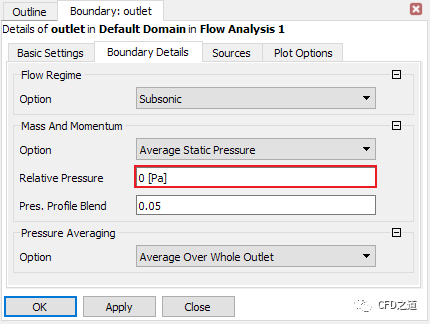 Outline Boundary: outlet
Details of outlet in Default Domain in Flow Analysis 1
Basic Settings Boundary Details Sources Plot Options
Flow Regime
Option Subsonic
Mass And Momentum
Option Average Static Pressure
Relative Pressure 0 [Pa]
Pres. Profile Blend 0.05
Pressure Averaging
Option Average Over Whole Outlet
OK Apply Close
CFD之道